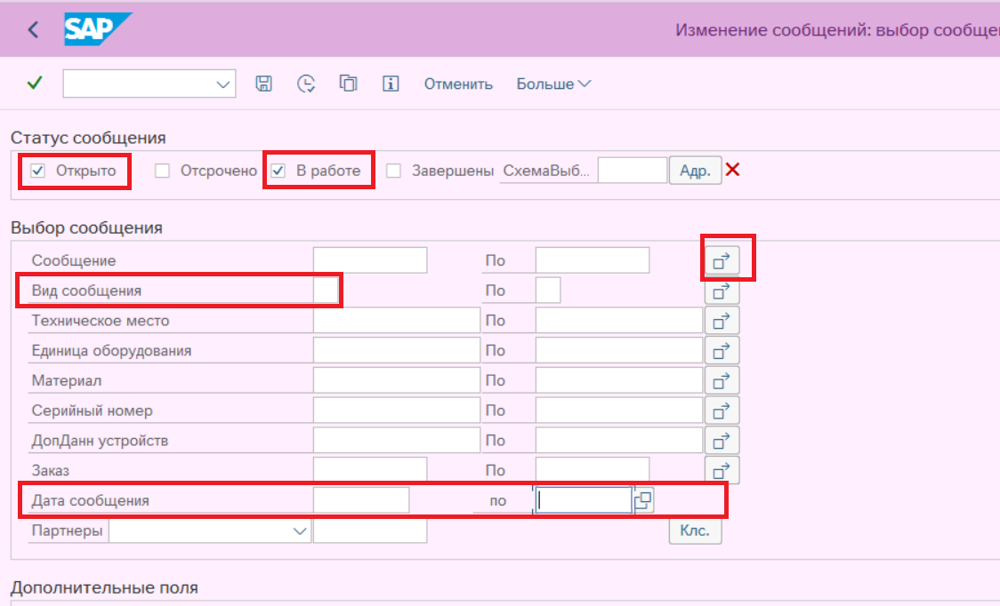 SAP
Изменение сообщений: выбор сообще
Отменить Больше
Статус сообщения
Открыто Отсрочено В работе Завершены СхемаВыб... Адр.
Выбор сообщения
Сообщение По
Вид сообщения По
Техническое место По
Единица оборудования По
Материал По
Серийный номер По
ДопДанн устройств По
Заказ По
Дата сообщения по
Партнеры Клс.
Дополнительные поля